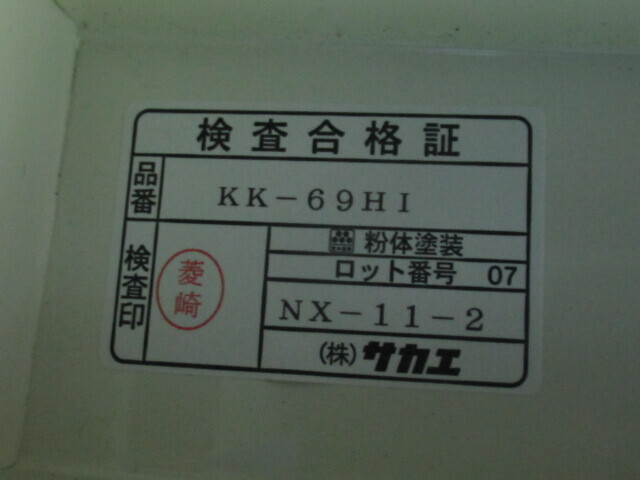 検査合格証
品番
KK-69HI
検査印
菱崎
粉体塗装
ロット番号 07
NX-11-2
(株)サカエ